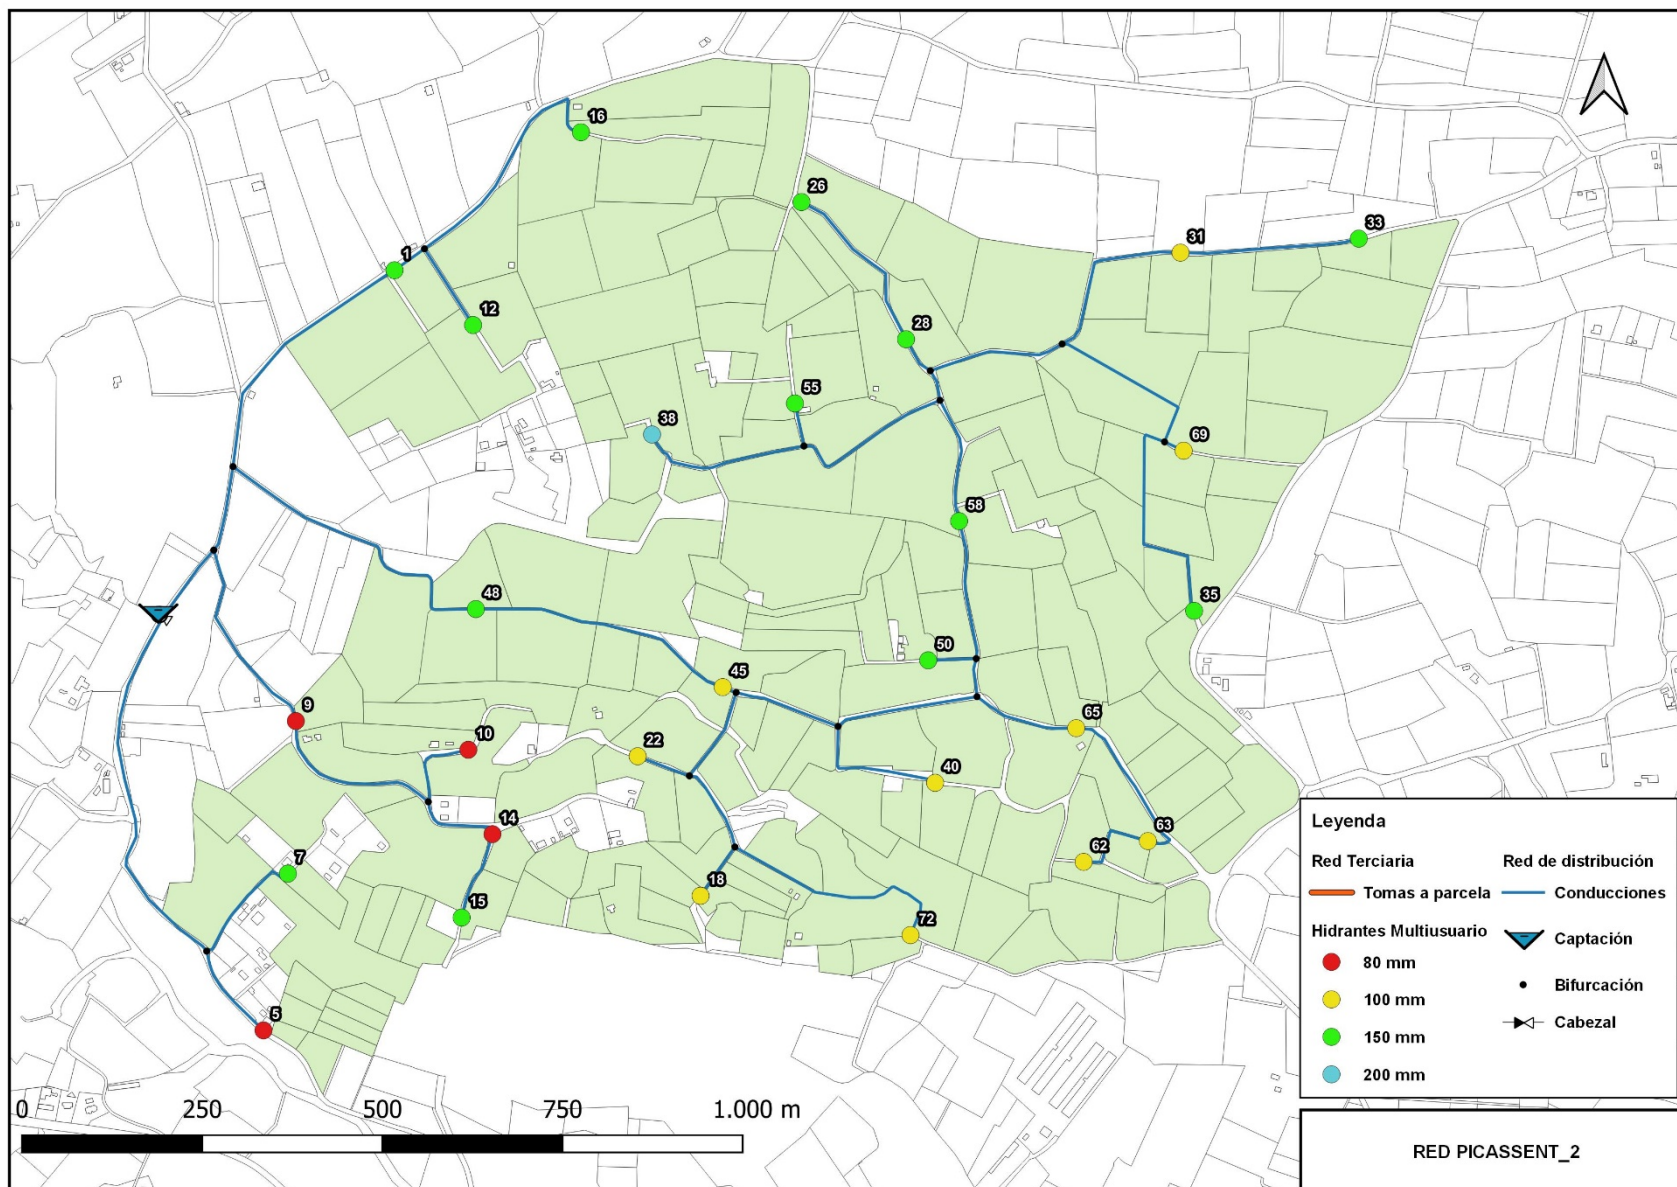 16
26
33
31
1
12
28
55
38
69
58
48
35
50
45
9
65
10
22
40
14
63
62
7
18
15
72
5
0 250 500 750 1.000 m
Leyenda
Red Terciaria
Tomas a parcela
Hidrantes Multiusuario
80 mm
100 mm
150 mm
200 mm
Red de distribución
Conducciones
Captación
Bifurcación
Cabezal
RED PICASSENT_2